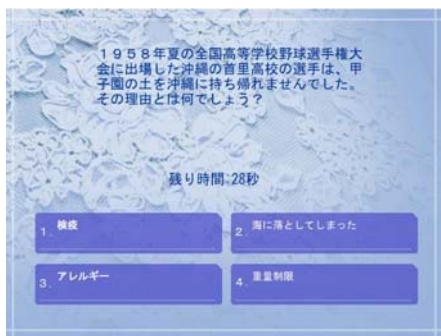 1958年夏の全国高等学校野球選手権大
会に出場した沖縄の首里高校の選手は、甲
子園の土を沖縄に持ち帰れませんでした。
その理由とは何でしょう？
残り時間:28秒
1. 検疫
2. 海に落としてしまった
3. アレルギー
4. 重量制限